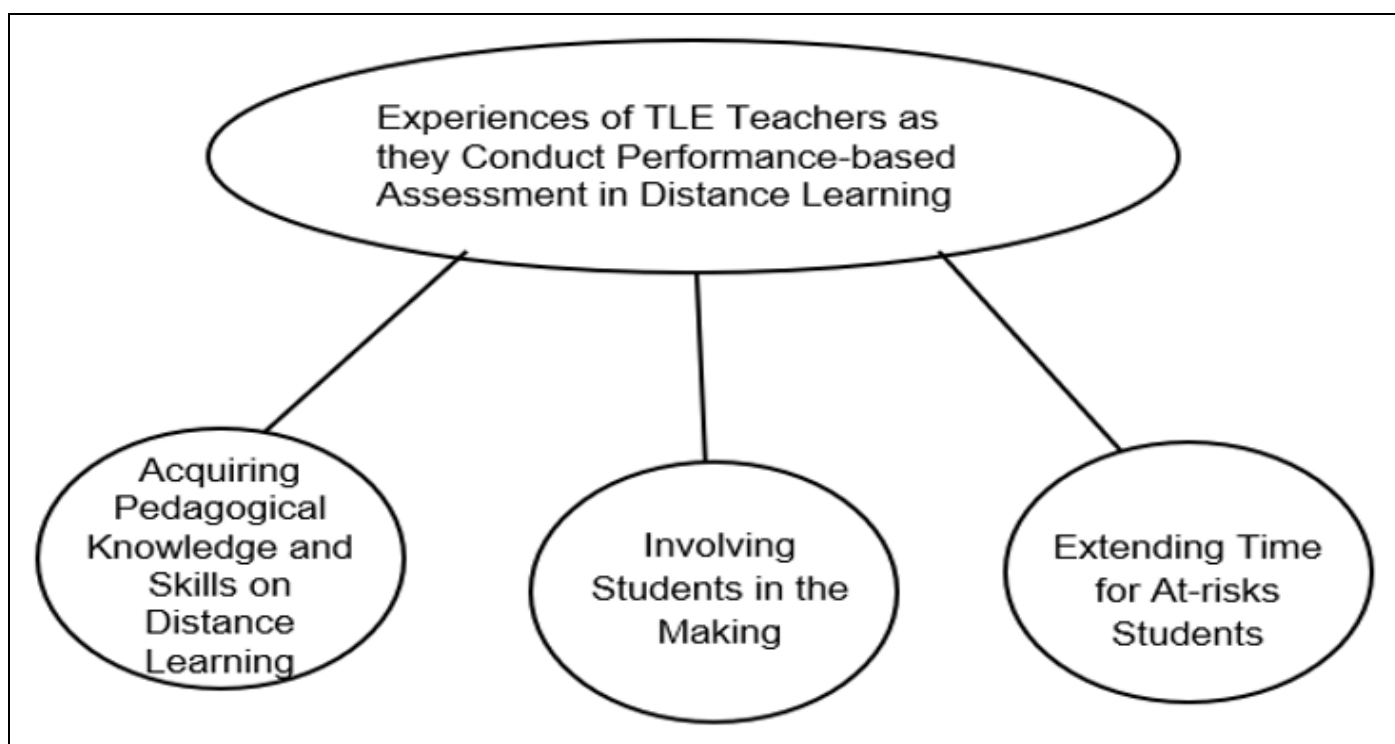 Experiences of TLE Teachers as
they Conduct Performance-based
Assessment in Distance Learning
Acquiring
Pedagogical
Knowledge and
Skills on
Distance
Learning
Involving
Students in the
Making
Extending Time
for At-risks
Students